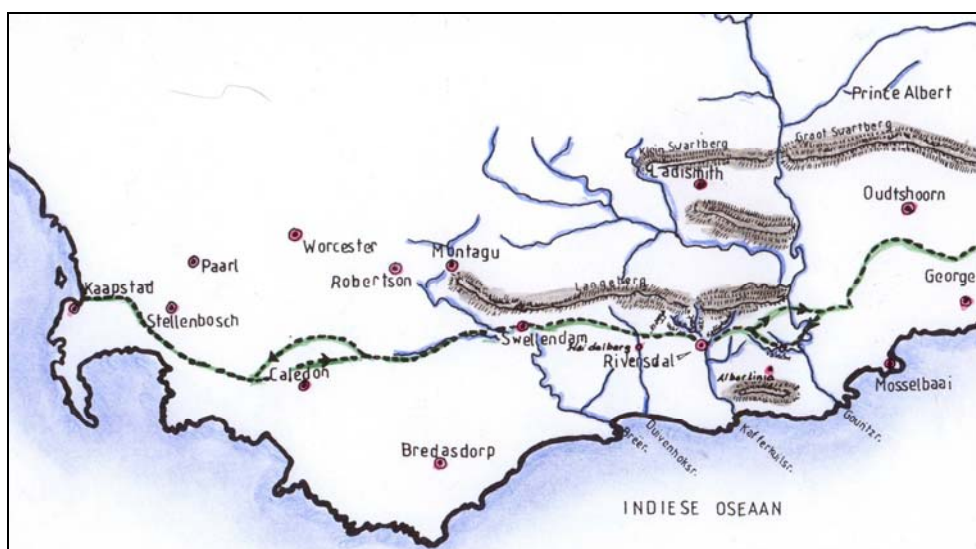 Prince Albert
Groot Swartberg
Klein Swartberg
Ladismith
Oudtshoorn
Worcester
Montagu
Paarl
Robertson
Kaapstad
Langeberg
George
Stellenbosch
Swellendam
Heidelberg
Riversdal
Caledon
Albertinia
Mosselbaai
Bredasdorp
Breer.
Duivenhoksr.
Kafferkuilsr.
Gouritzr.
INDIESE OSEAAN